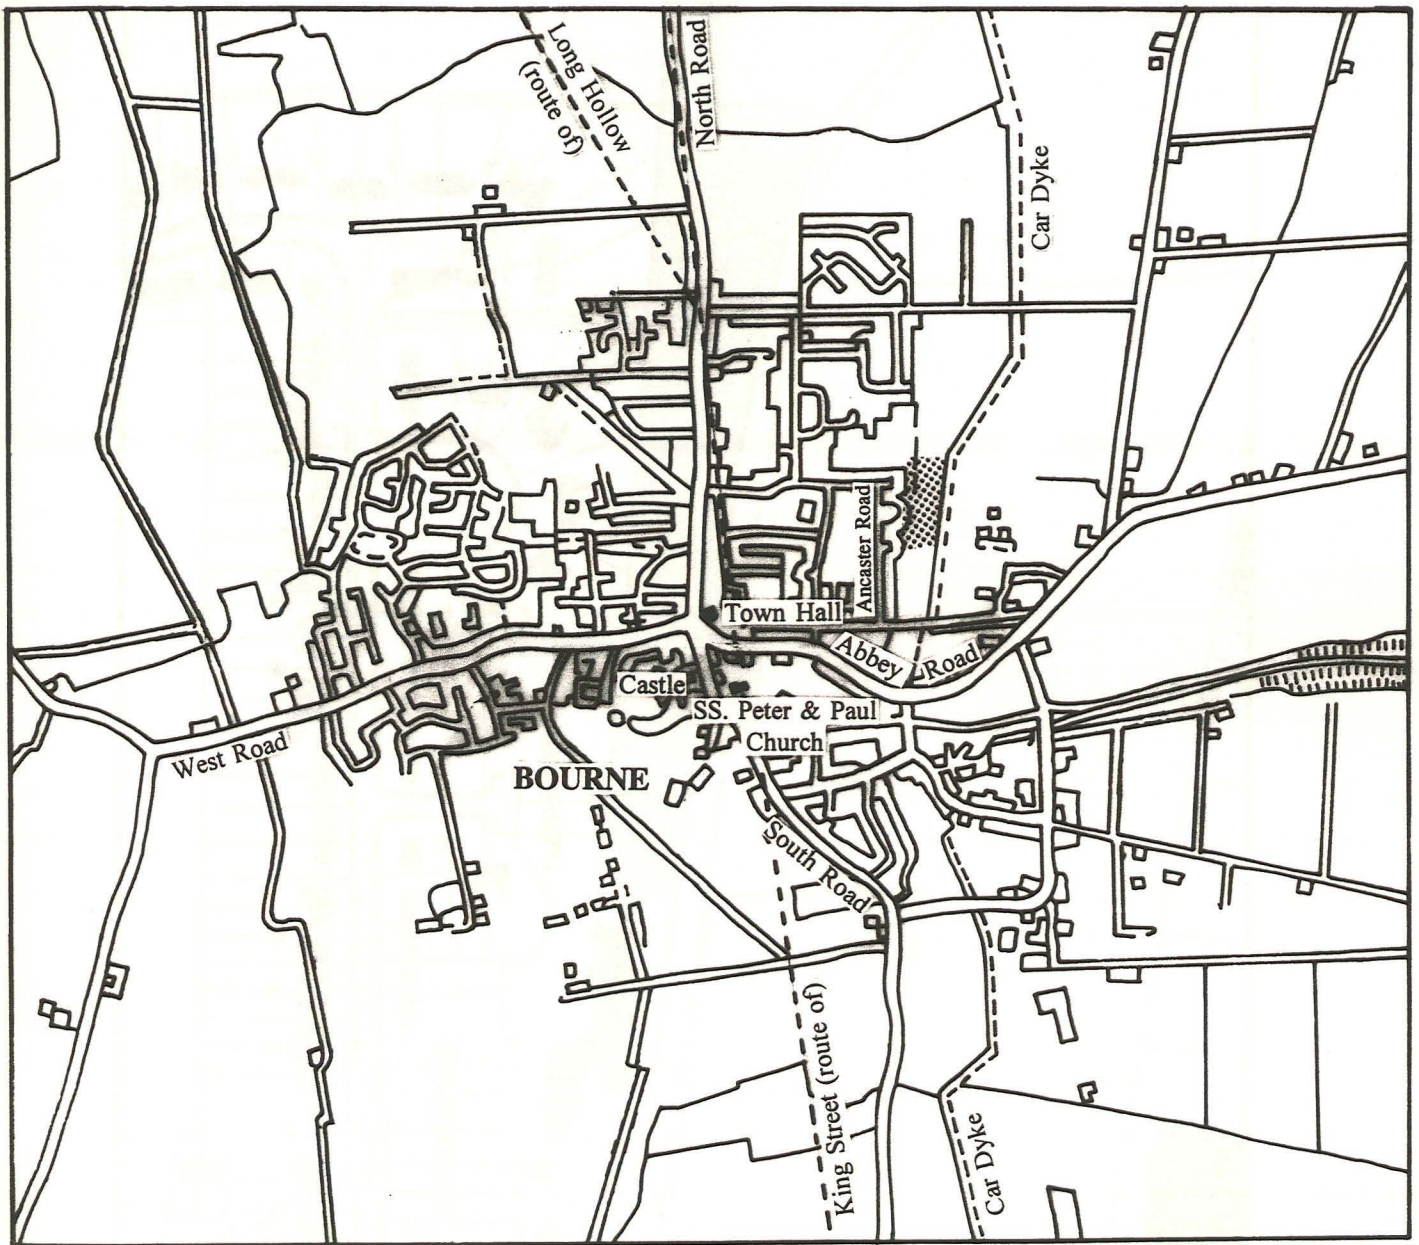 Long Hollow
(route of)
North Road
Car Dyke
Ancaster Road
Town Hall
Abbey Road
Castle
SS. Peter & Paul
Church
West Road
BOURNE
South Road
King Street (route of)
Car Dyke